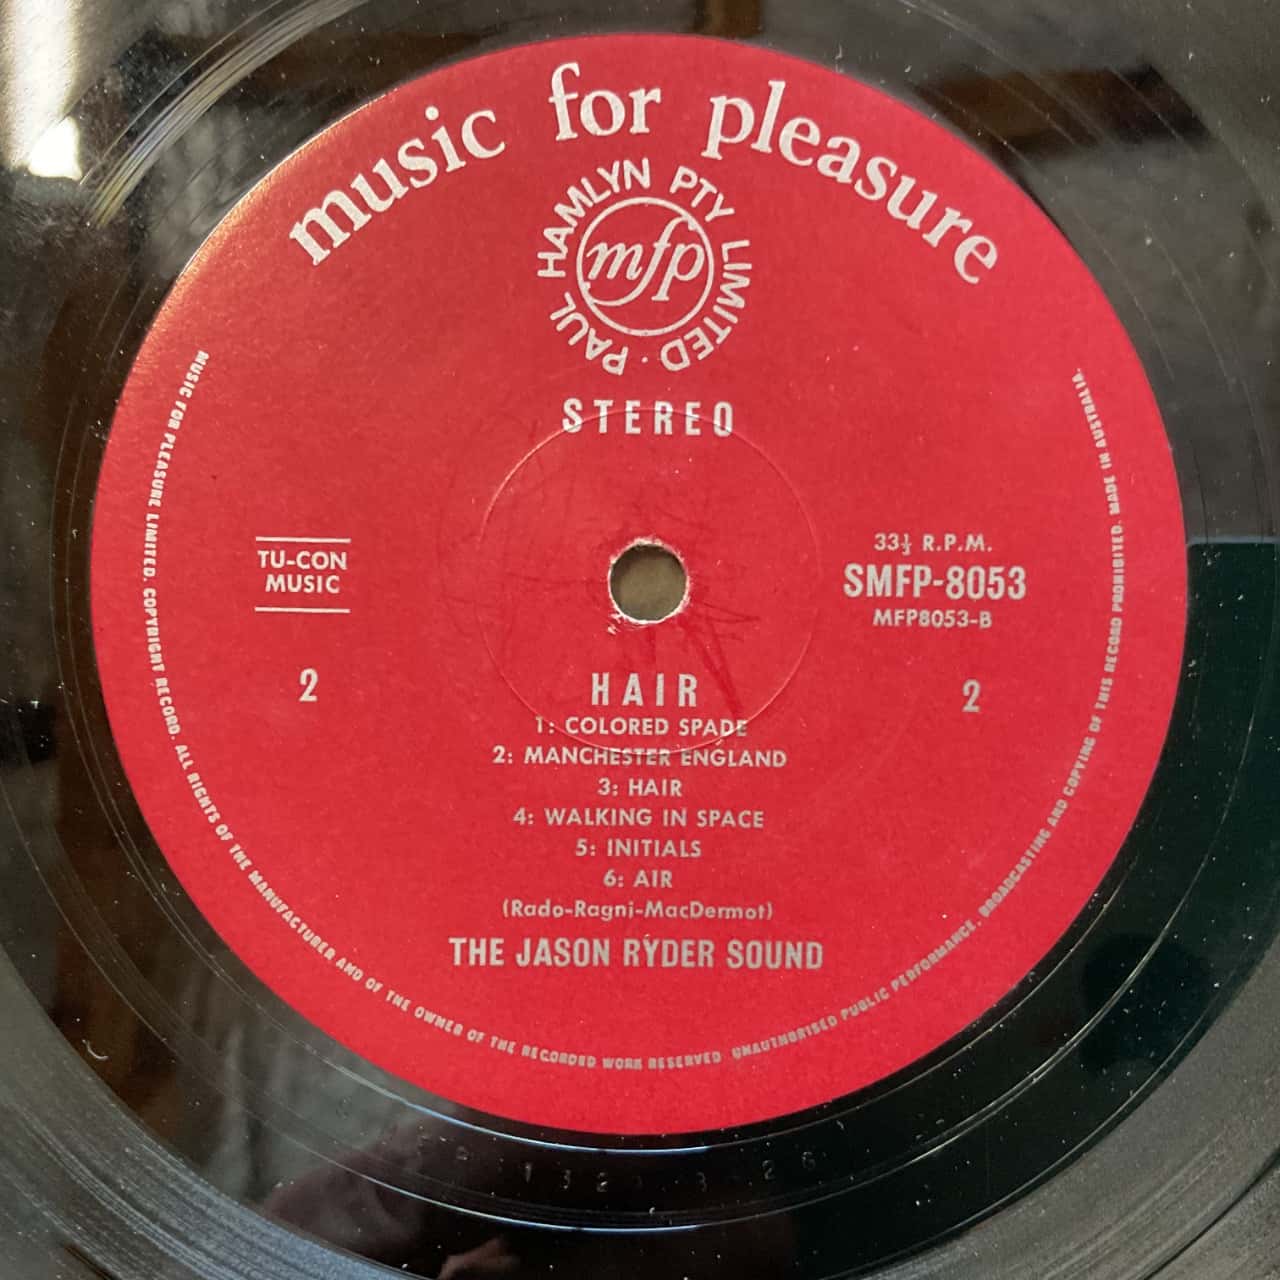 music for pleasure
PAUL HAMLYN PTY LIMITED ·
mfp
STEREO
TU-CON
MUSIC
33⅓ R.P.M.
SMFP-8053
MFP8053-B
2
2
HAIR
1: COLORED SPADE
2: MANCHESTER ENGLAND
3: HAIR
4: WALKING IN SPACE
5: INITIALS
6: AIR
(Rado-Ragni-MacDermot)
THE JASON RYDER SOUND
MUSIC FOR PLEASURE LIMITED. COPYRIGHT RECORD. ALL RIGHTS OF THE MANUFACTURER AND OF THE OWNER OF THE RECORDED WORK RESERVED UNAUTHORISED PUBLIC PERFORMANCE, BROADCASTING AND COPYING OF THIS RECORD PROHIBITED. MADE IN AUSTRALIA.